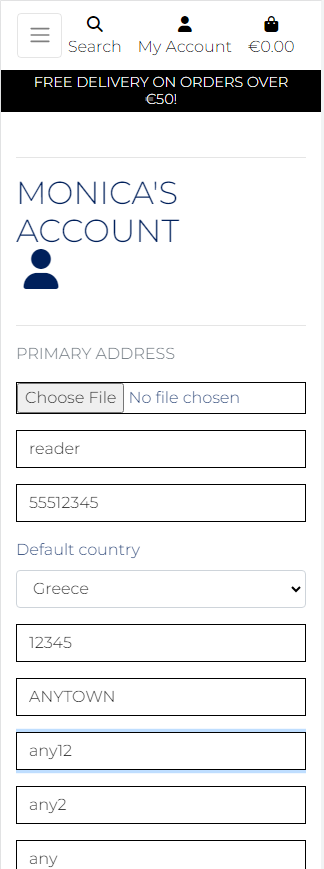 Search My Account €0.00
FREE DELIVERY ON ORDERS OVER
€50!
MONICA'S
ACCOUNT
PRIMARY ADDRESS
Choose File No file chosen
reader
55512345
Default country
Greece
12345
ANYTOWN
any12
any2
any